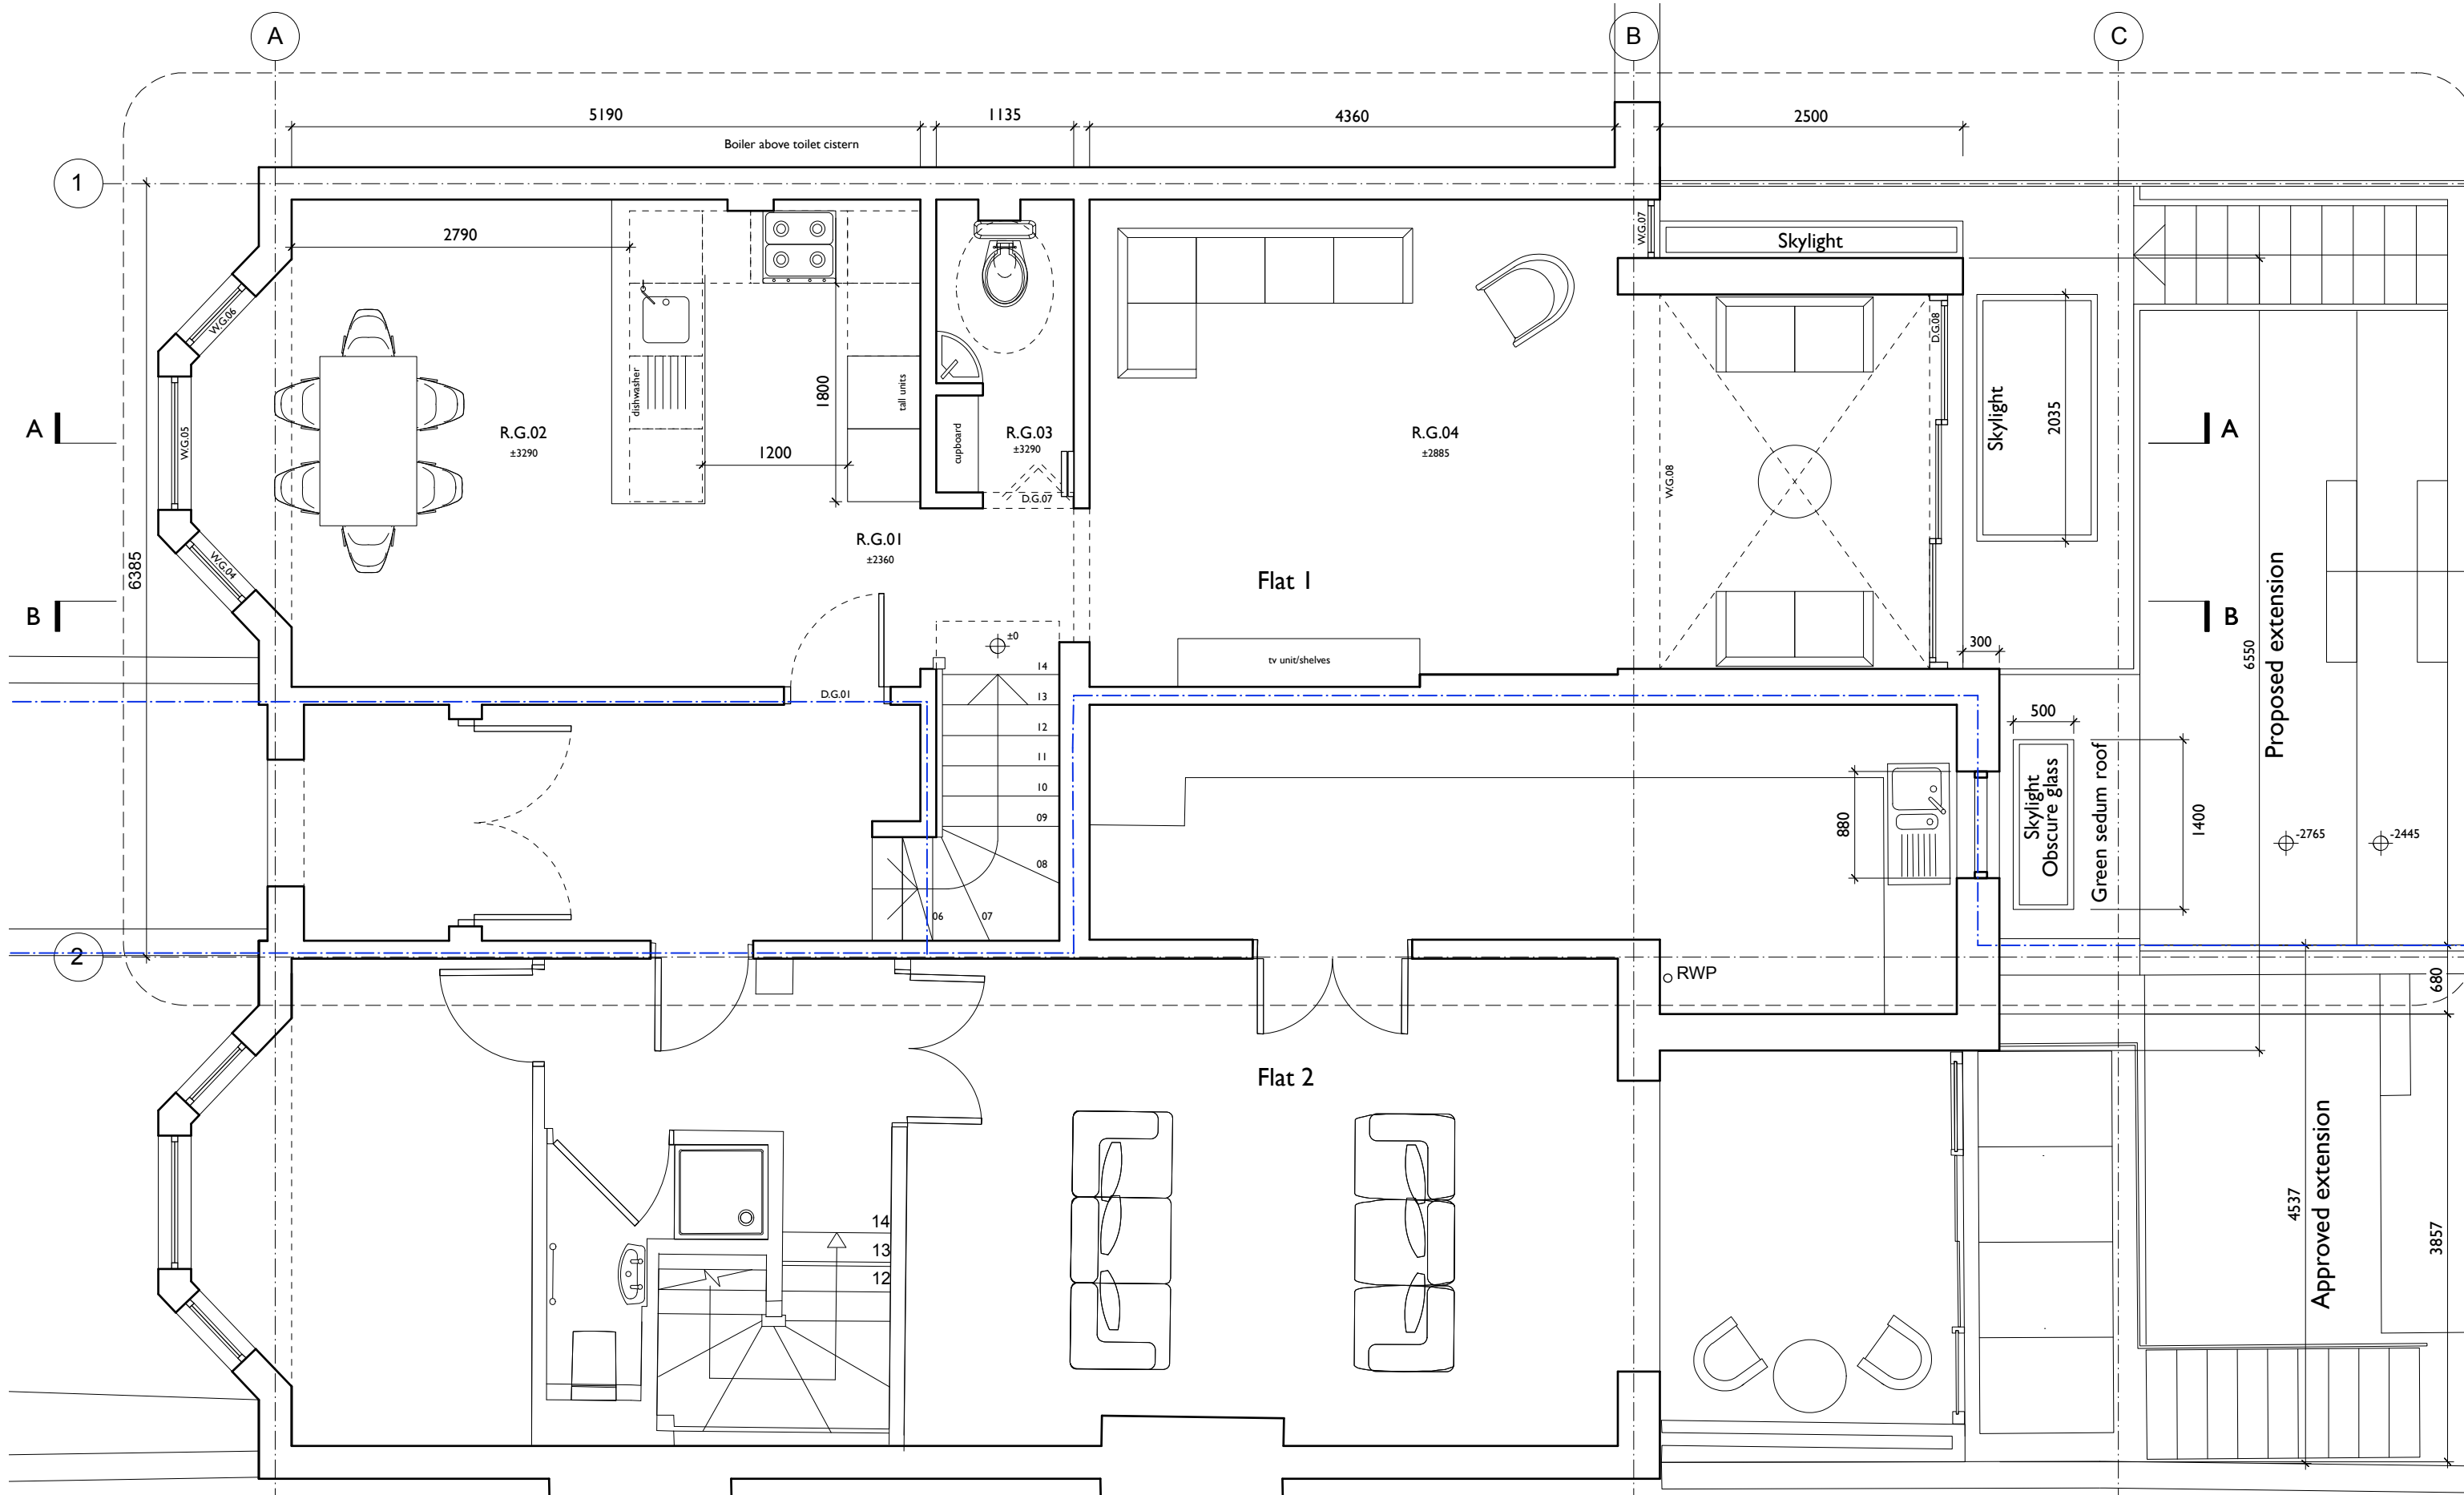 A
B
C
5190
1135
4360
2500
Boiler above toilet cistern
1
2790
W.G.07
Skylight
W.G.06
D.G.08
dishwasher
1800
tall units
Skylight
2035
A
A
W.G.05
R.G.02
±3290
cupboard
R.G.03
±3290
R.G.04
±2885
1200
W.G.08
D.G.07
R.G.01
±2360
6385
W.G.04
Flat 1
B
B
±0
300
6550
Proposed extension
tv unit/shelves
14
D.G.01
13
500
12
11
10
09
08
07
06
880
Skylight
Obscure glass
Green sedum roof
1400
-2765
-2445
2
RWP
680
Flat 2
14
13
12
4537
Approved extension
3857